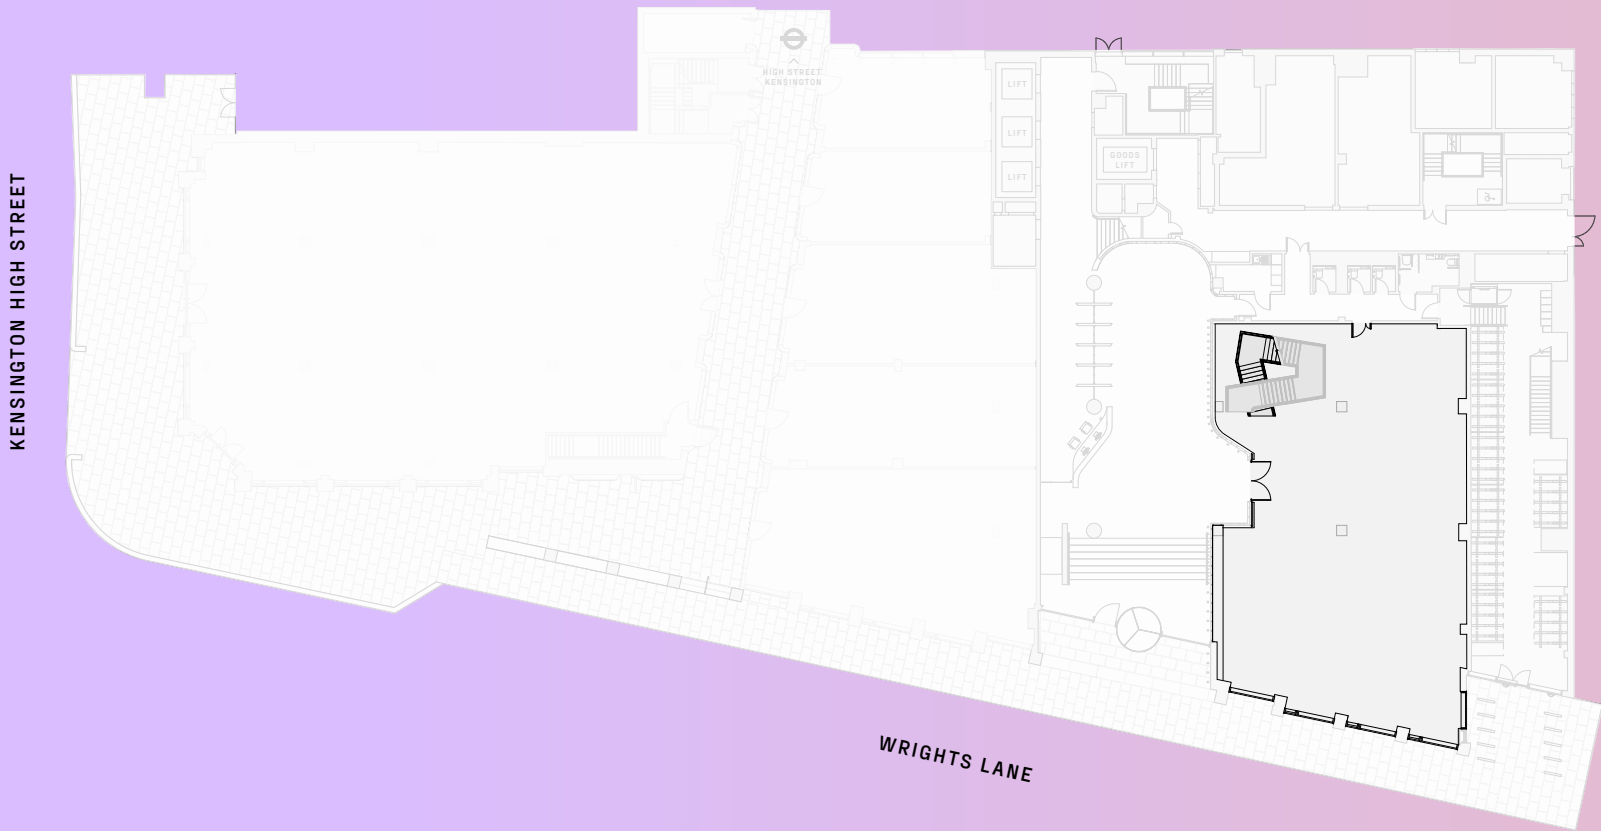 HIGH STREET
KENSINGTON
LIFT
LIFT
LIFT
GOODS
LIFT
KENSINGTON HIGH STREET
WRIGHTS LANE